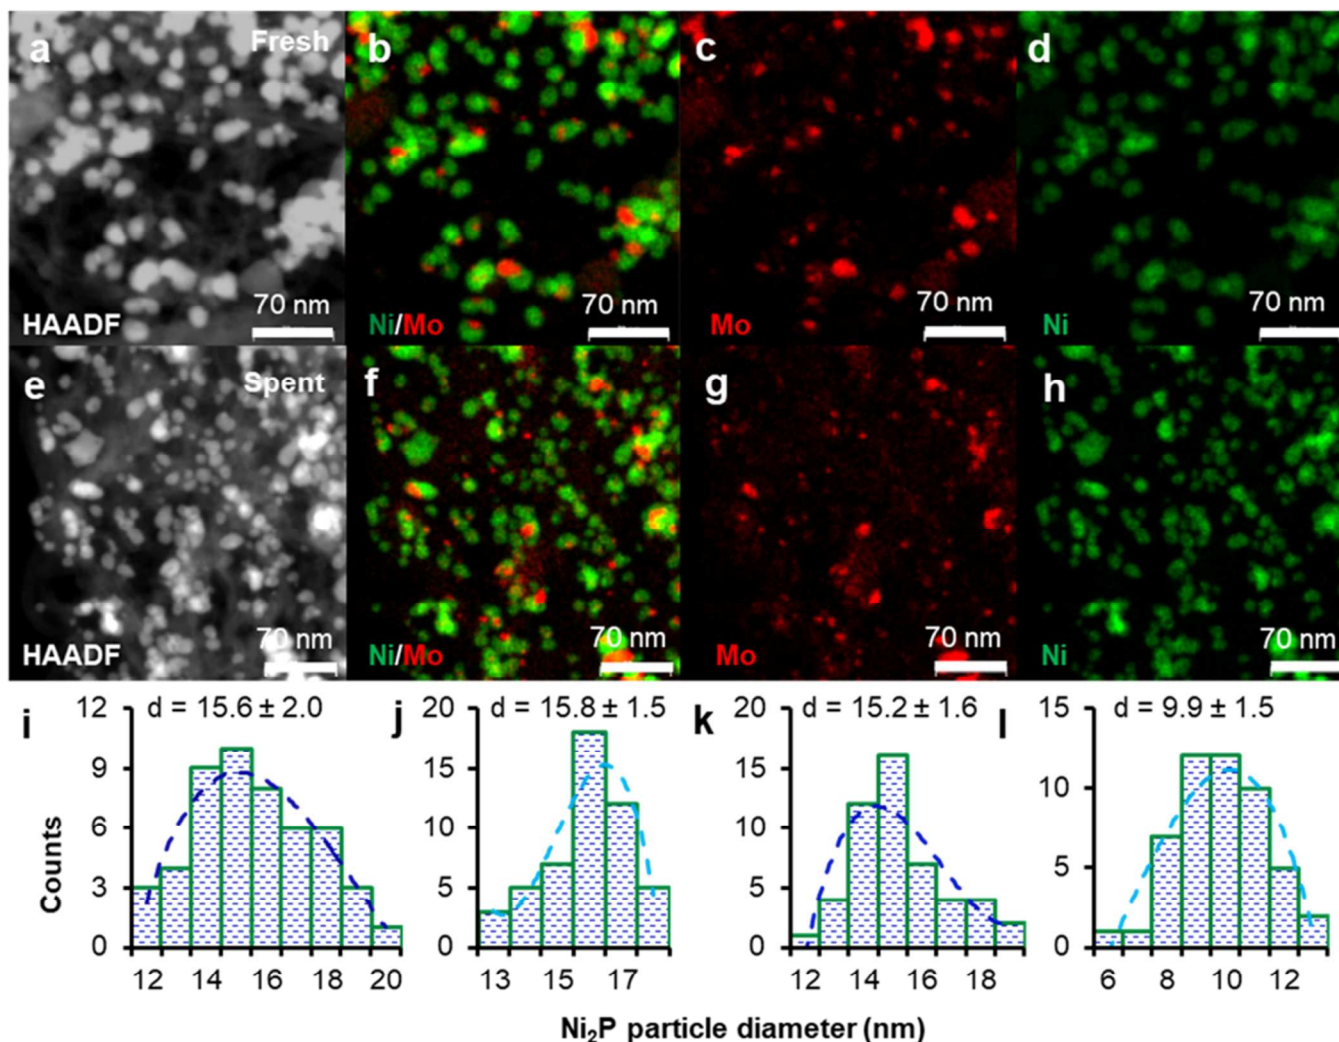 a Fresh b c d
70 nm 70 nm 70 nm 70 nm
HAADF Ni/Mo Mo Ni
e Spent f g h
70 nm 70 nm 70 nm 70 nm
HAADF Ni/Mo Mo Ni
i d = 15.6 ± 2.0 j d = 15.8 ± 1.5 k d = 15.2 ± 1.6 l d = 9.9 ± 1.5
Counts
12
9
6
3
0
12 14 16 18 20
20
15
10
5
0
13 15 17
20
15
10
5
0
12 14 16 18
15
10
5
0
6 8 10 12
Ni₂P particle diameter (nm)